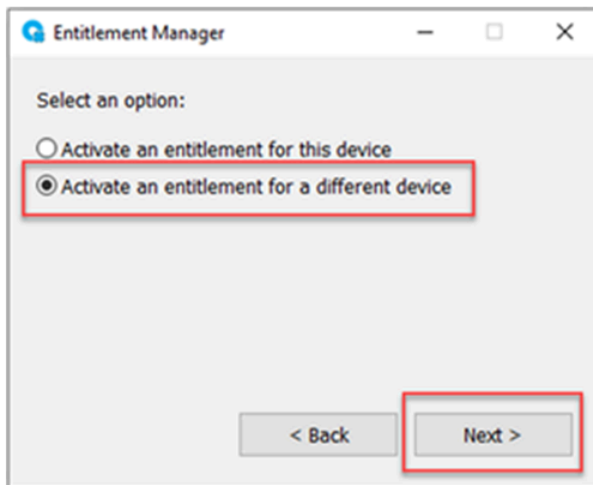 Entitlement Manager
Select an option:
Activate an entitlement for this device
Activate an entitlement for a different device
< Back
Next >